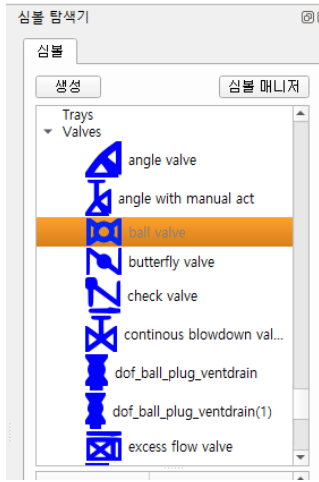 심볼 탐색기
심볼
생성
심볼 매니저
Trays
Valves
angle valve
angle with manual act
ball valve
butterfly valve
check valve
continous blowdown val...
dof_ball_plug_ventdrain
dof_ball_plug_ventdrain(1)
excess flow valve